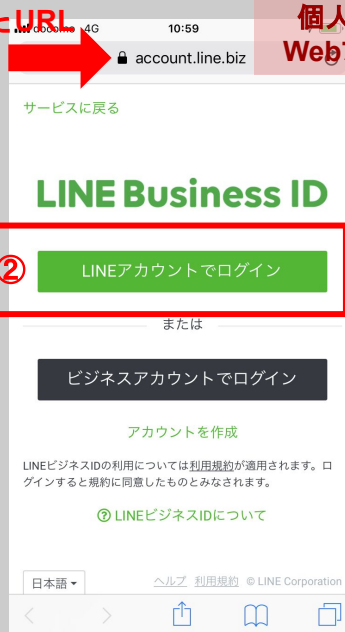 とURL
個人
docomo 4G
10:59
Web
account.line.biz
サービスに戻る
LINE Business ID
②
LINEアカウントでログイン
または
ビジネスアカウントでログイン
アカウントを作成
LINEビジネスIDの利用については利用規約が適用されます。ロ
グインすると規約に同意したものとみなされます。
? LINEビジネスIDについて
日本語
ヘルプ 利用規約 © LINE Corporation